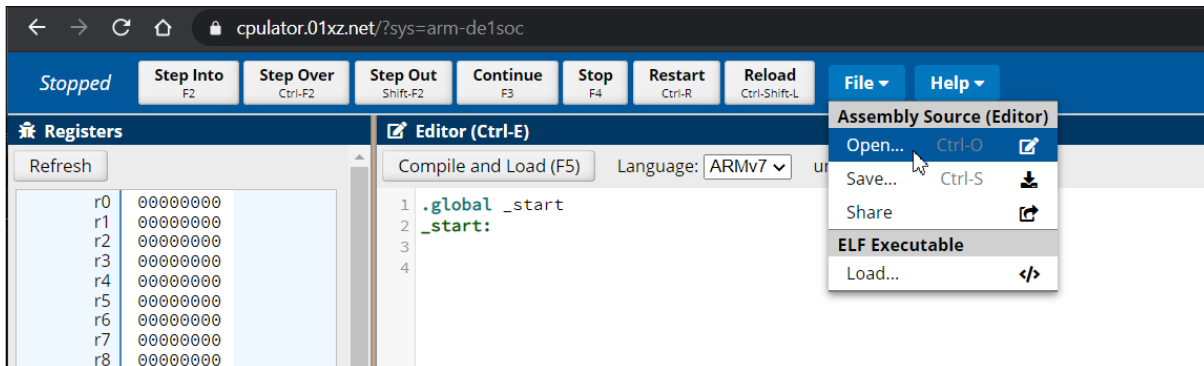 cpulator.01xz.net/?sys=arm-de1soc
Stopped
Step Into
F2
Step Over
Ctrl-F2
Step Out
Shift-F2
Continue
F3
Stop
F4
Restart
Ctrl-R
Reload
Ctrl-Shift-L
File
Help
Registers
Refresh
r0 00000000
r1 00000000
r2 00000000
r3 00000000
r4 00000000
r5 00000000
r6 00000000
r7 00000000
r8 00000000
Editor (Ctrl-E)
Compile and Load (F5) Language: ARMv7
1 .global _start
2 _start:
3
4
Assembly Source (Editor)
Open... Ctrl-O
Save... Ctrl-S
Share
ELF Executable
Load... </>